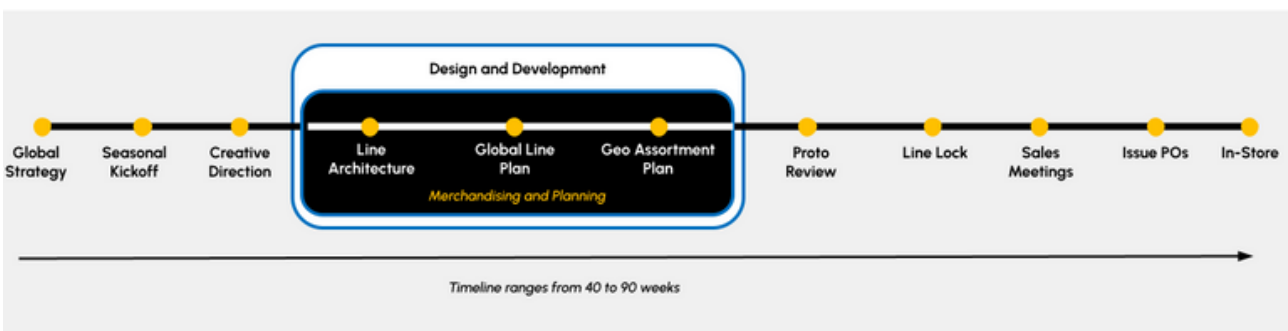 Design and Development
Global
Strategy
Seasonal
Kickoff
Creative
Direction
Line
Architecture
Global Line
Plan
Geo Assortment
Plan
Merchandising and Planning
Proto
Review
Line Lock
Sales
Meetings
Issue POs
In-Store
Timeline ranges from 40 to 90 weeks